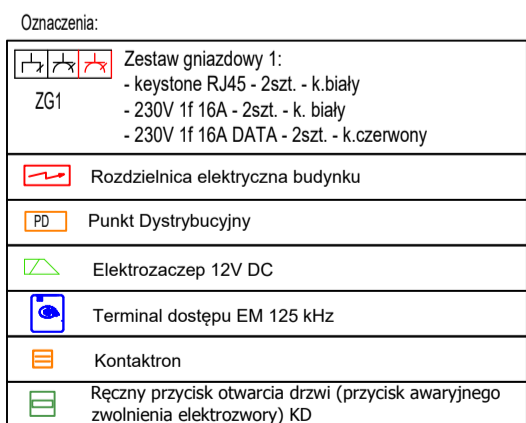 Oznaczenia:
Zestaw gniazdowy 1:
- keystone RJ45 - 2szt. - k.biały
ZG1
- 230V 1f 16A - 2szt. - k. biały
- 230V 1f 16A DATA - 2szt. - k.czerwony
Rozdzielnica elektryczna budynku
PD Punkt Dystrybucyjny
Elektrozaczep 12V DC
Terminal dostępu EM 125 kHz
Kontaktron
Ręczny przycisk otwarcia drzwi (przycisk awaryjnego
zwolnienia elektrozwory) KD